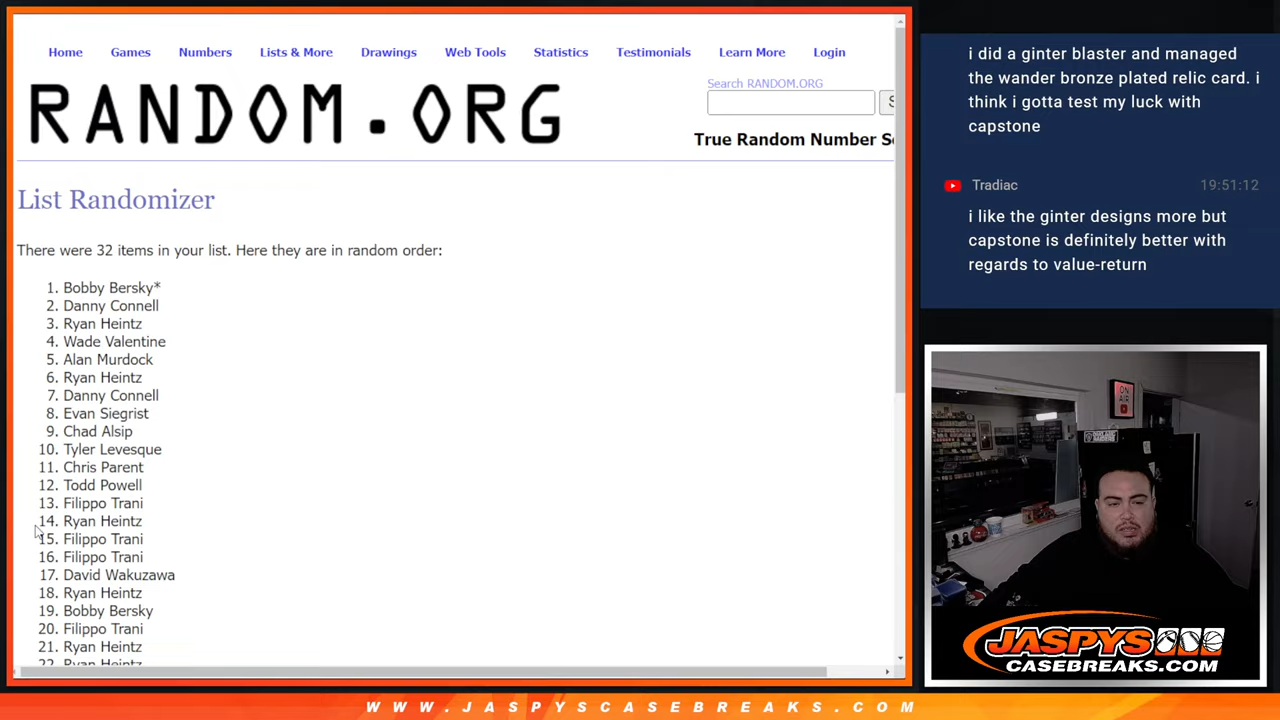 Home Games Numbers Lists & More Drawings Web Tools Statistics Testimonials Learn More Login
RANDOM.ORG
Search RANDOM.ORG
True Random Number
List Randomizer
There were 32 items in your list. Here they are in random order:
1. Bobby Bersky*
2. Danny Connell
3. Ryan Heintz
4. Wade Valentine
5. Alan Murdock
6. Ryan Heintz
7. Danny Connell
8. Evan Siegrist
9. Chad Alsip
10. Tyler Levesque
11. Chris Parent
12. Todd Powell
13. Filippo Trani
14. Ryan Heintz
15. Filippo Trani
16. Filippo Trani
17. David Wakuzawa
18. Ryan Heintz
19. Bobby Bersky
20. Filippo Trani
21. Ryan Heintz
22. Ryan Heintz
i did a ginter blaster and managed
the wander bronze plated relic card. i
think i gotta test my luck with
capstone
Tradiac 19:51:12
i like the ginter designs more but
capstone is definitely better with
regards to value-return
ON
AIR
JASPYS
CASEBREAKS.COM
WWW.JASPYSCASEBREAKS.COM